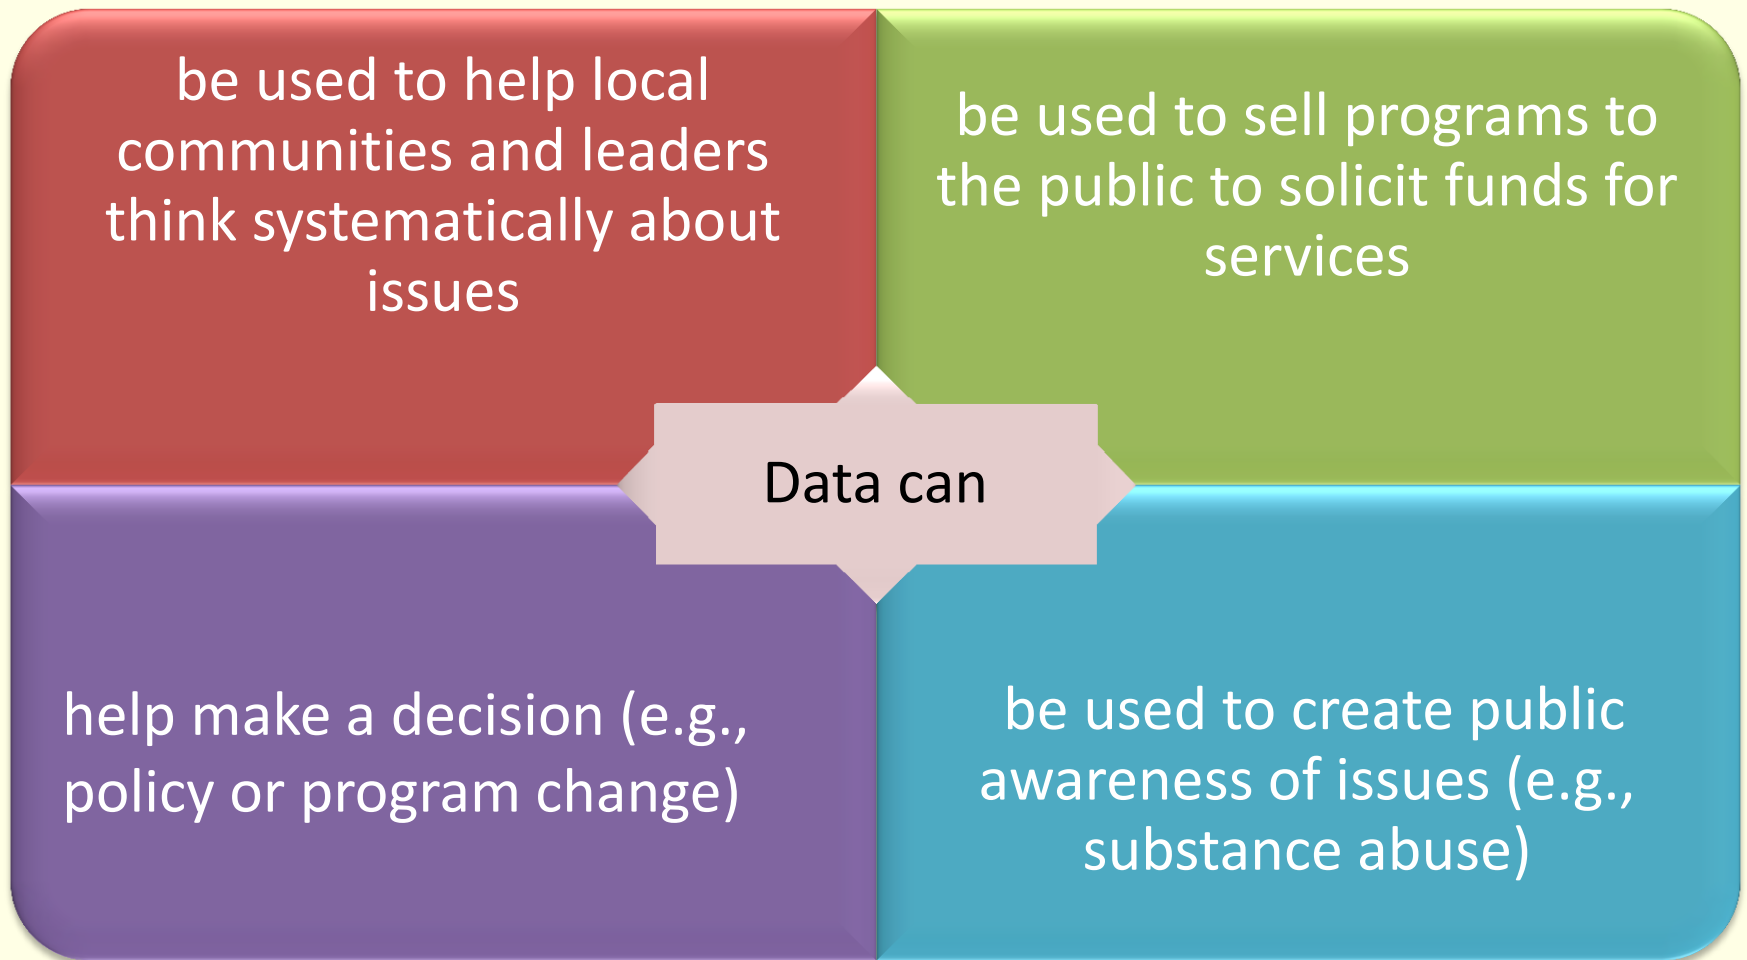 be used to help local
communities and leaders
think systematically about
issues
be used to sell programs to
the public to solicit funds for
services
Data can
help make a decision (e.g.,
policy or program change)
be used to create public
awareness of issues (e.g.,
substance abuse)